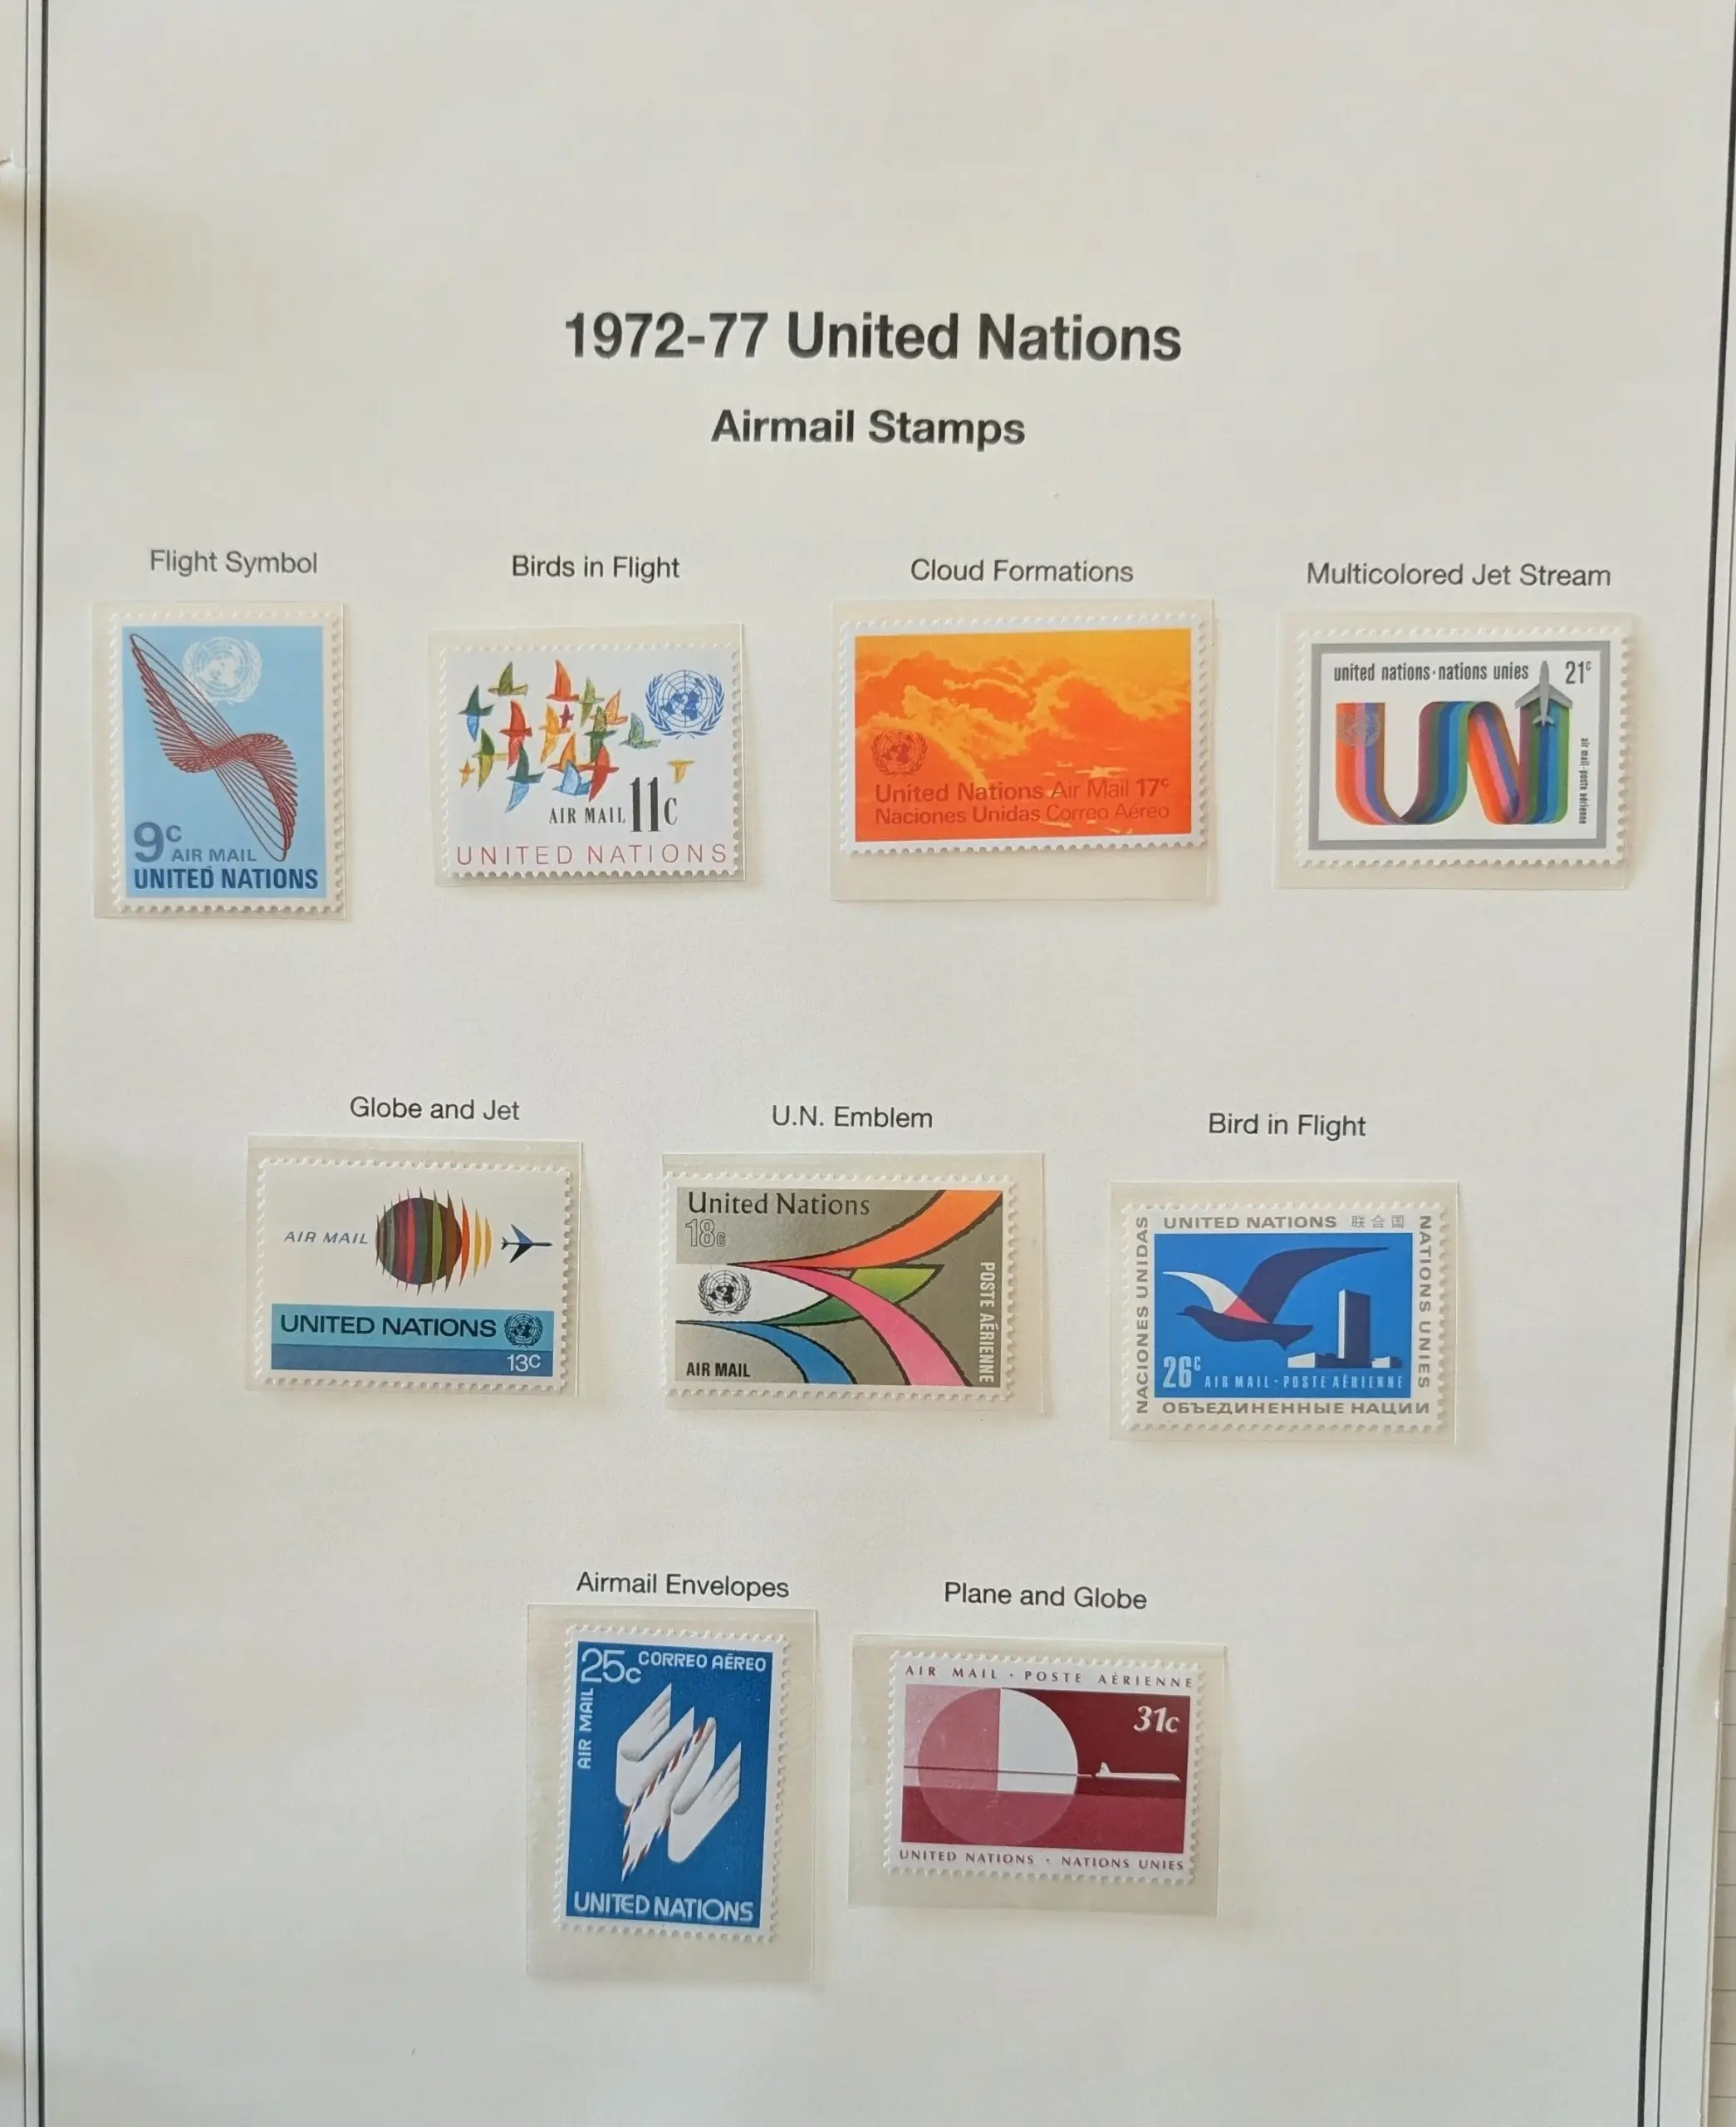 1972-77 United Nations
Airmail Stamps
Flight Symbol
Birds in Flight
Cloud Formations
Multicolored Jet Stream
9c
AIR MAIL
UNITED NATIONS
AIR MAIL 11c
UNITED NATIONS
United Nations Air Mail 17c
Naciones Unidas Correo Aéreo
united nations·nations unies 21c
air mail·poste aérienne
UN
Globe and Jet
U.N. Emblem
Bird in Flight
AIR MAIL
UNITED NATIONS
13c
United Nations
18c
POSTE AÉRIENNE
AIR MAIL
UNITED NATIONS 联合国
NACIONES UNIDAS
NATIONS UNIES
26c AIR MAIL·POSTE AÉRIENNE
ОБЪЕДИНЕННЫЕ НАЦИИ
Airmail Envelopes
Plane and Globe
25c CORREO AÉREO
AIR MAIL
UNITED NATIONS
AIR MAIL · POSTE AÉRIENNE
31c
UNITED NATIONS · NATIONS UNIES